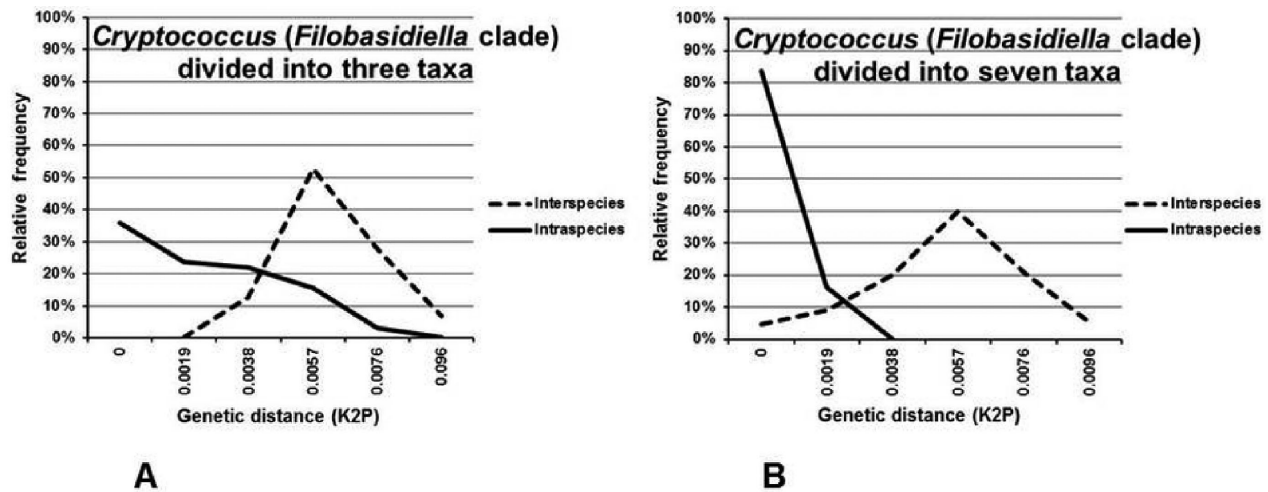 Cryptococcus (Filobasidiella clade)
divided into three taxa
100%
90%
80%
70%
60%
50%
40%
30%
20%
10%
0%
Relative frequency
0
0.0019
0.0038
0.0057
0.0076
0.096
Genetic distance (K2P)
Interspecies
Intraspecies
A
Cryptococcus (Filobasidiella clade)
divided into seven taxa
100%
90%
80%
70%
60%
50%
40%
30%
20%
10%
0%
Relative frequency
0
0.0019
0.0038
0.0057
0.0076
0.0096
Genetic distance (K2P)
Interspecies
Intraspecies
B